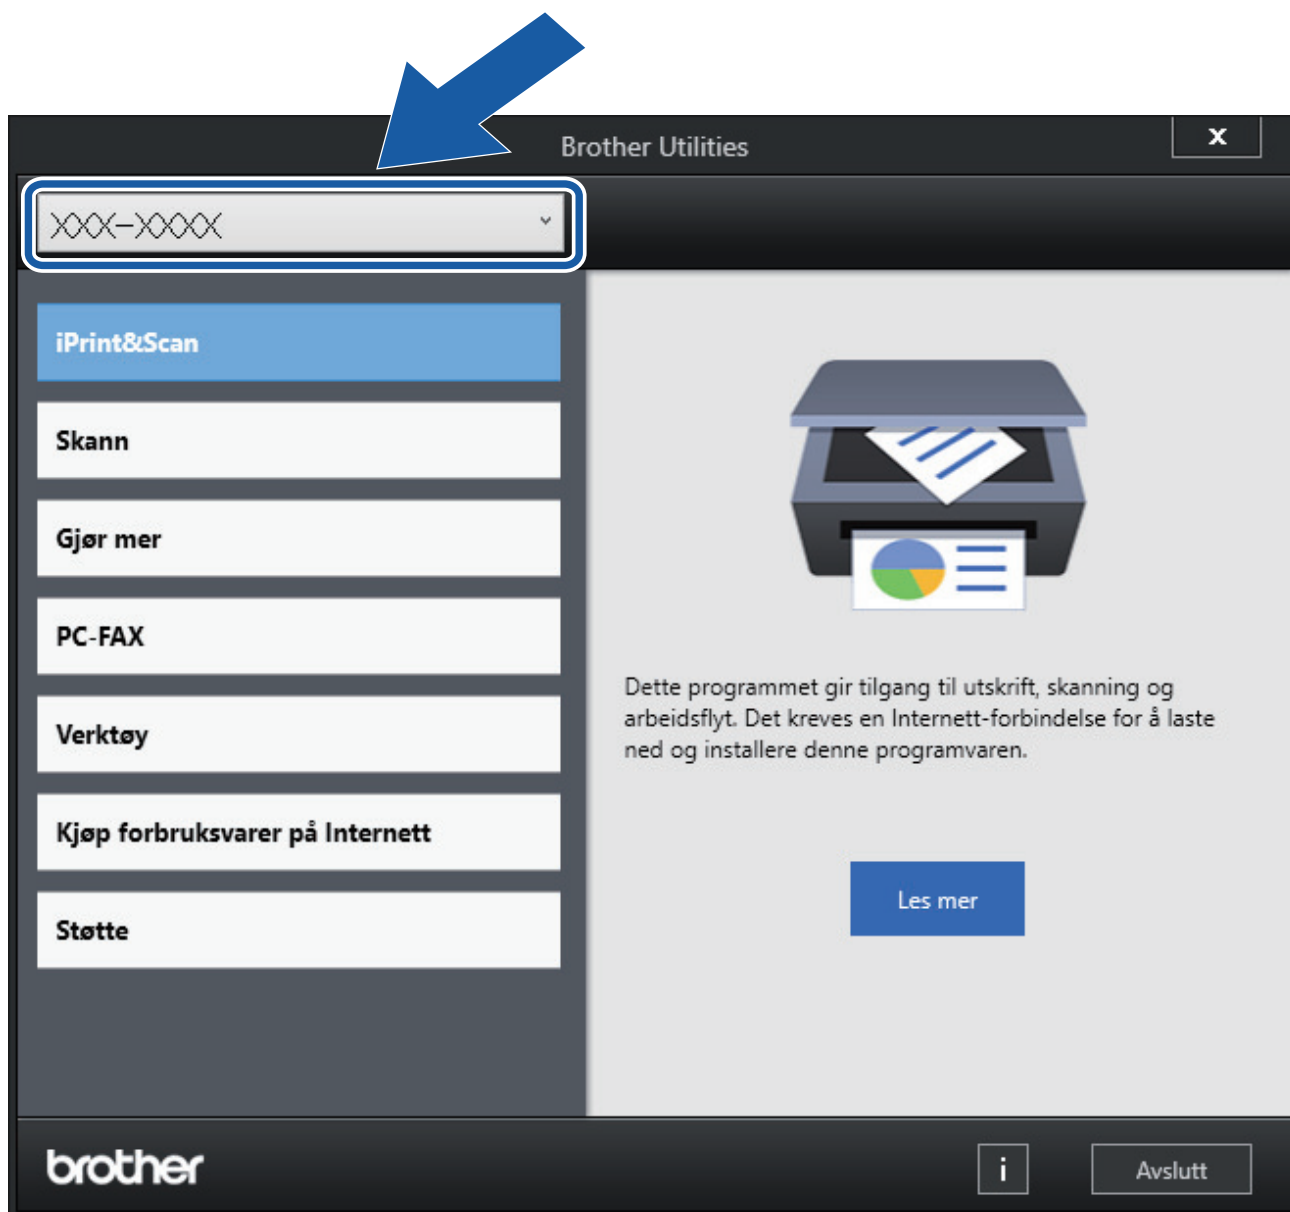 Brother Utilities
x
XXX-XXXX
iPrint&Scan
Skann
Gjør mer
PC-FAX
Verktøy
Kjøp forbruksvarer på Internett
Støtte
Dette programmet gir tilgang til utskrift, skanning og
arbeidsflyt. Det kreves en Internett-forbindelse for å laste
ned og installere denne programvaren.
Les mer
brother
i
Avslutt